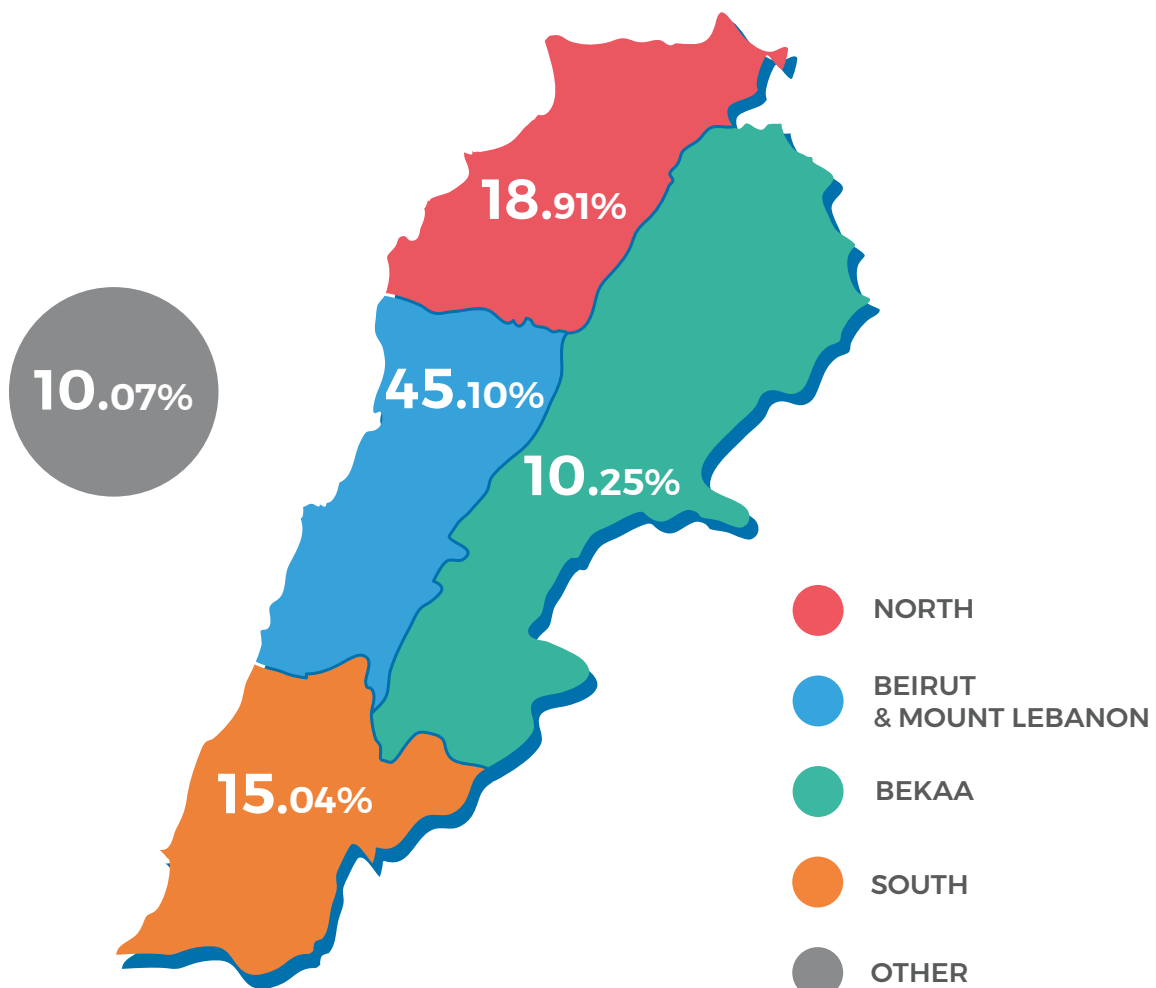 18.91%
10.07%
45.10%
10.25%
15.04%
NORTH
BEIRUT
& MOUNT LEBANON
BEKAA
SOUTH
OTHER